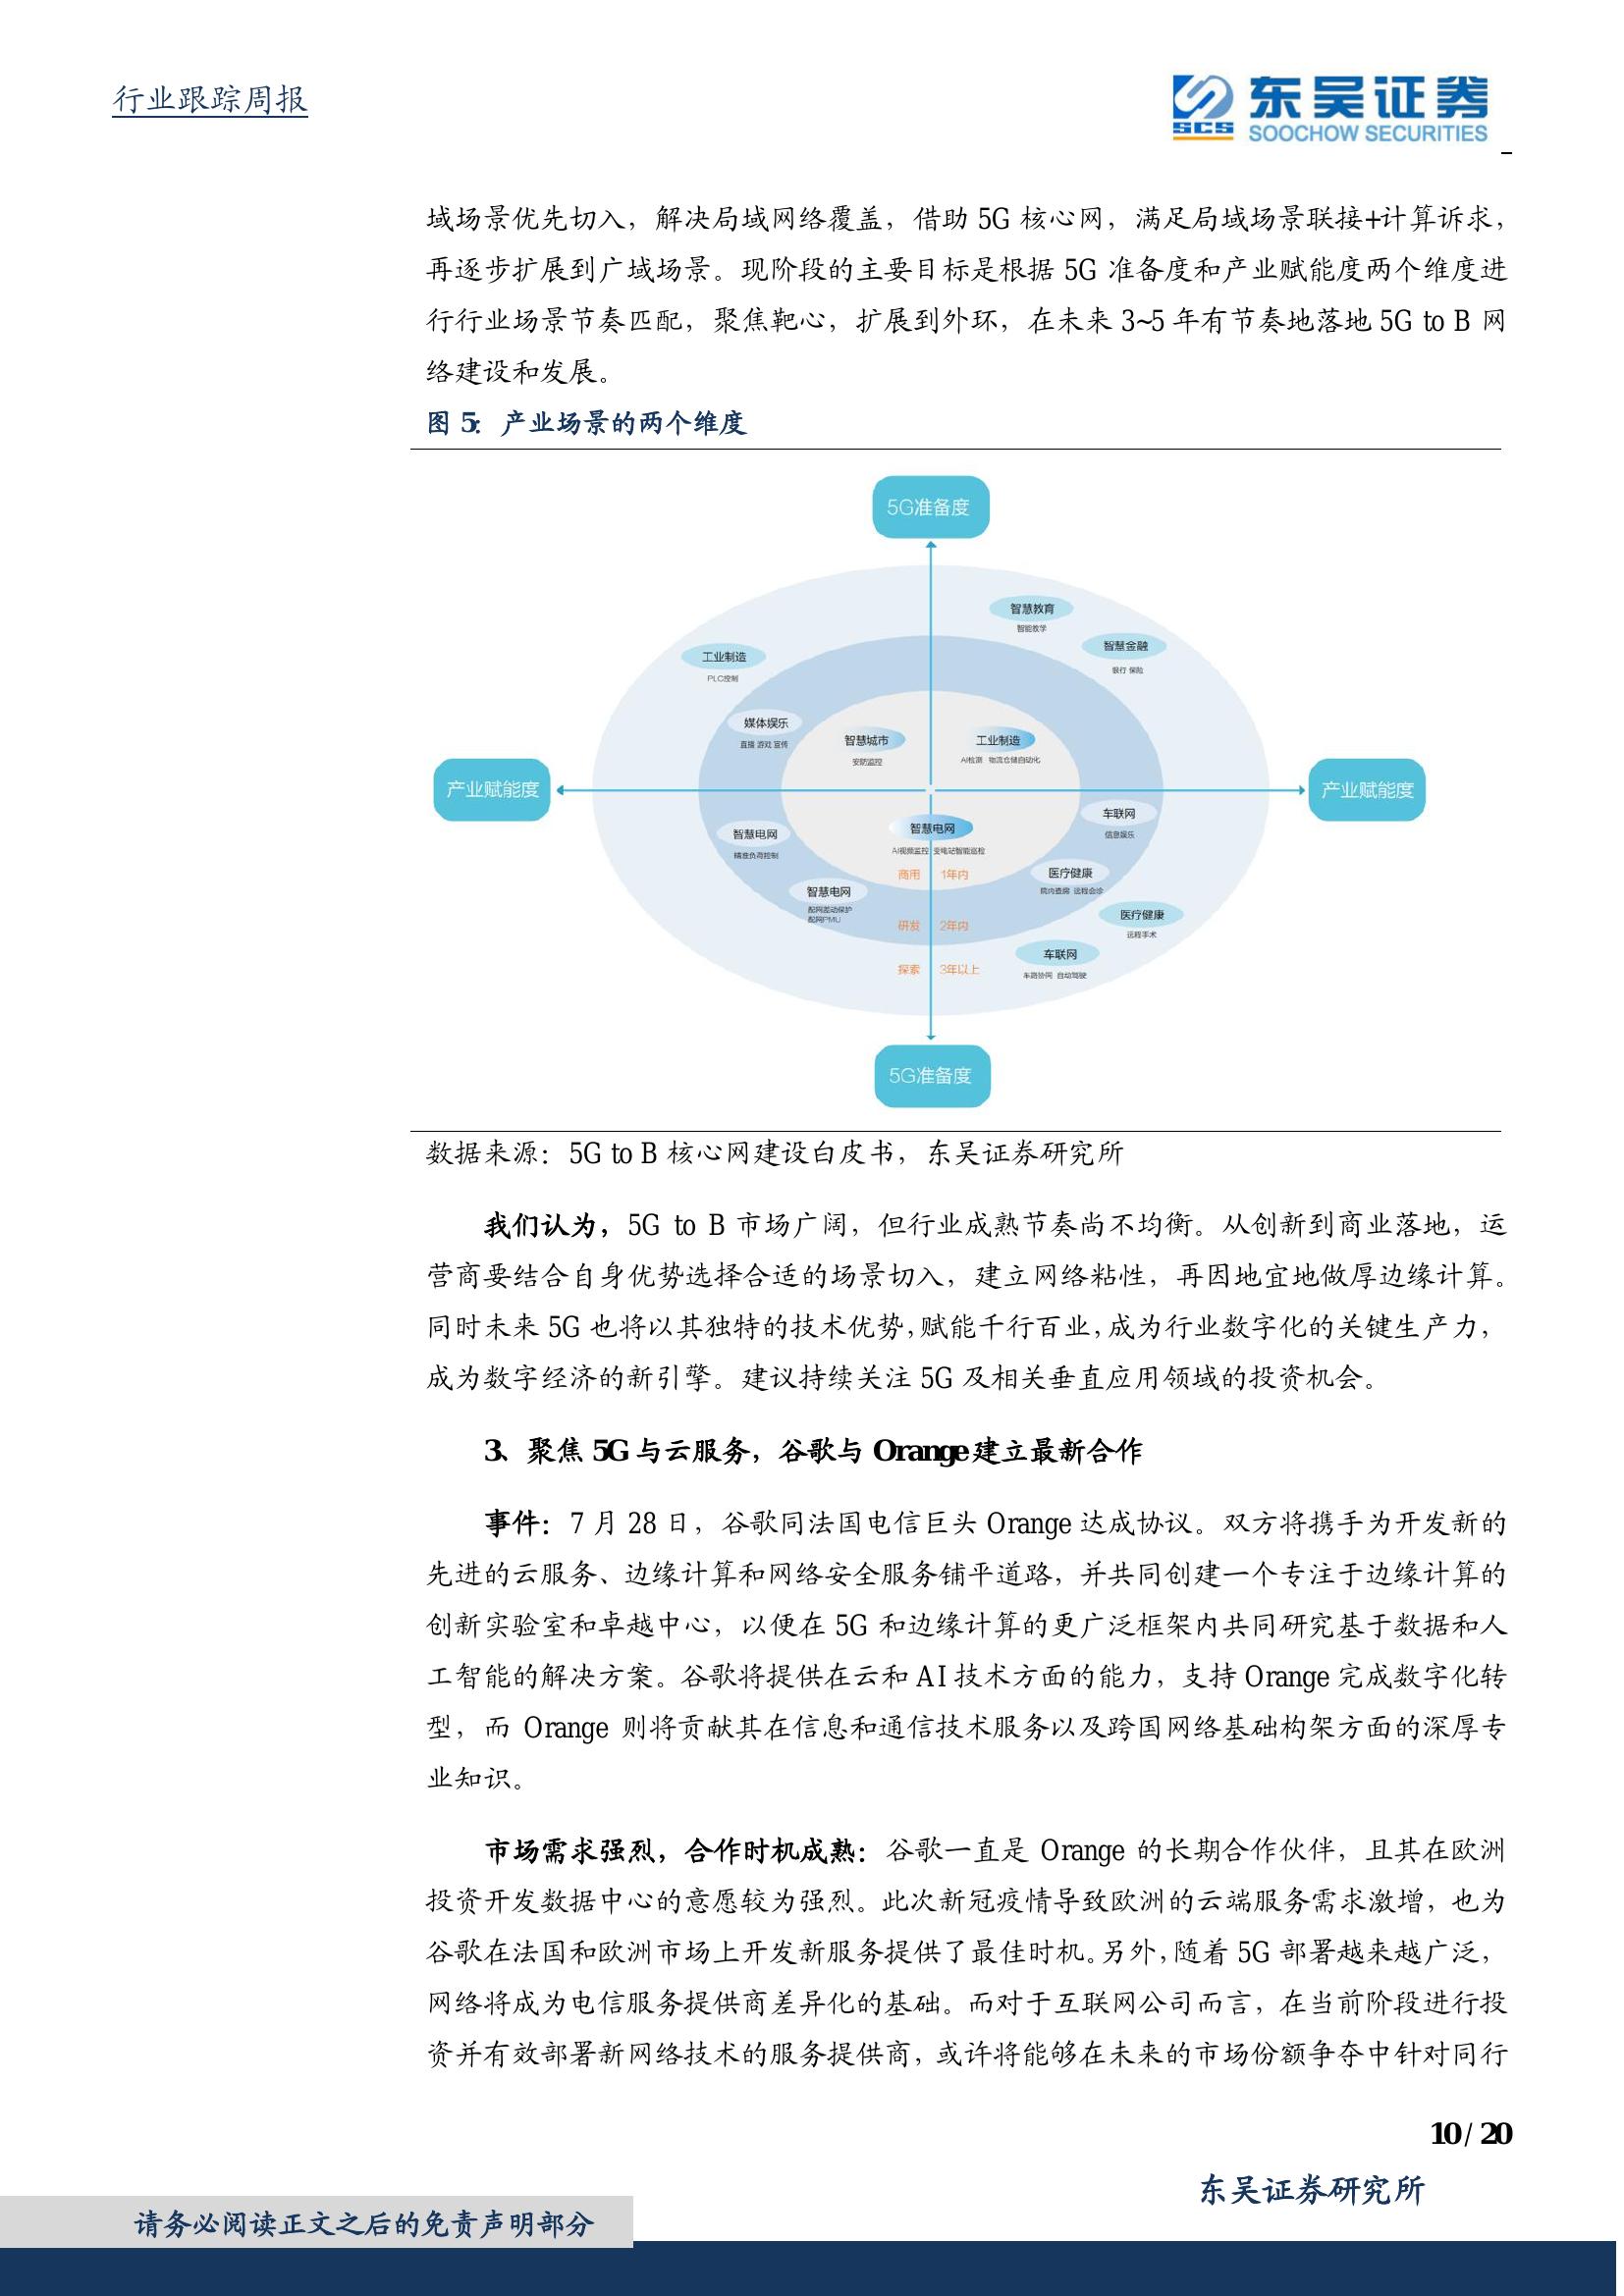 行业跟踪周报
东吴证券
SCS
SOOCHOW SECURITIES
域场景优先切入，解决局域网络覆盖，借助 5G 核心网，满足局域场景联接+计算诉求，
再逐步扩展到广域场景。现阶段的主要目标是根据 5G 准备度和产业赋能度两个维度进
行行业场景节奏匹配，聚焦靶心，扩展到外环，在未来 3~5 年有节奏地落地 5G to B 网
络建设和发展。
图 5：产业场景的两个维度
5G准备度
智慧教育
智能教学
智慧金融
银行 保险
工业制造
PLC控制
媒体娱乐
直播 游戏 宣传
智慧城市
安防监控
工业制造
AI检测 物流仓储自动化
产业赋能度
产业赋能度
车联网
信息娱乐
智慧电网
精准负荷控制
智慧电网
AI视频监控 变电站智能巡检
商用 1年内
医疗健康
院内查房 远程会诊
智慧电网
配网差动保护
配网PMU
医疗健康
远程手术
研发 2年内
车联网
车路协同 自动驾驶
探索 3年以上
5G准备度
数据来源：5G to B 核心网建设白皮书，东吴证券研究所
我们认为，5G to B 市场广阔，但行业成熟节奏尚不均衡。从创新到商业落地，运
营商要结合自身优势选择合适的场景切入，建立网络粘性，再因地宜地做厚边缘计算。
同时未来 5G 也将以其独特的技术优势，赋能千行百业，成为行业数字化的关键生产力，
成为数字经济的新引擎。建议持续关注 5G 及相关垂直应用领域的投资机会。
3、聚焦 5G 与云服务，谷歌与 Orange 建立最新合作
事件：7 月 28 日，谷歌同法国电信巨头 Orange 达成协议。双方将携手为开发新的
先进的云服务、边缘计算和网络安全服务铺平道路，并共同创建一个专注于边缘计算的
创新实验室和卓越中心，以便在 5G 和边缘计算的更广泛框架内共同研究基于数据和人
工智能的解决方案。谷歌将提供在云和 AI 技术方面的能力，支持 Orange 完成数字化转
型，而 Orange 则将贡献其在信息和通信技术服务以及跨国网络基础构架方面的深厚专
业知识。
市场需求强烈，合作时机成熟：谷歌一直是 Orange 的长期合作伙伴，且其在欧洲
投资开发数据中心的意愿较为强烈。此次新冠疫情导致欧洲的云端服务需求激增，也为
谷歌在法国和欧洲市场上开发新服务提供了最佳时机。另外，随着 5G 部署越来越广泛，
网络将成为电信服务提供商差异化的基础。而对于互联网公司而言，在当前阶段进行投
资并有效部署新网络技术的服务提供商，或许将能够在未来的市场份额争夺中针对同行
10 / 20
东吴证券研究所
请务必阅读正文之后的免责声明部分